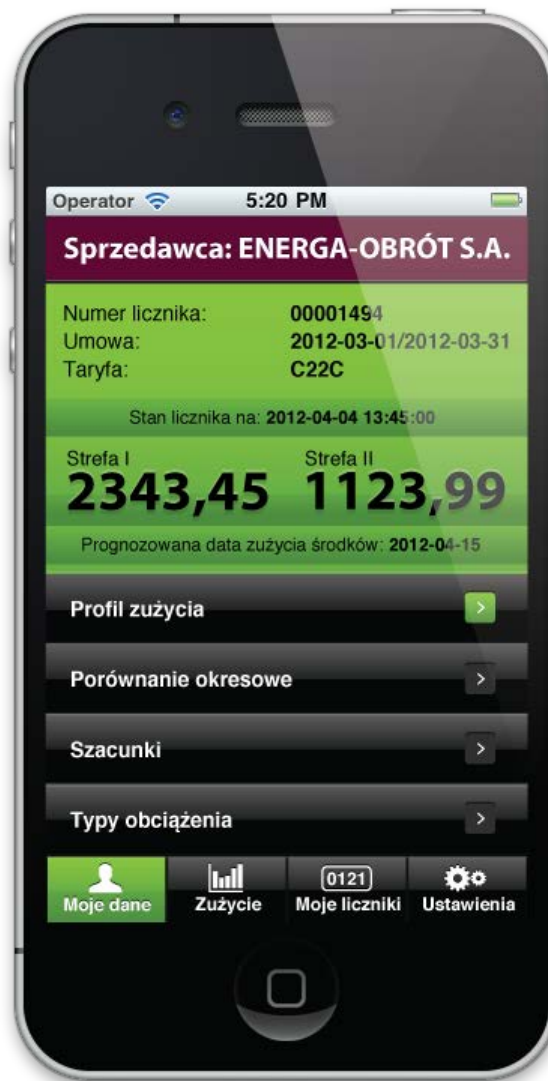 Operator 5:20 PM
Sprzedawca: ENERGA-OBRÓT S.A.
Numer licznika: 00001494
Umowa: 2012-03-01/2012-03-31
Taryfa: C22C
Stan licznika na: 2012-04-04 13:45:00
Strefa I Strefa II
2343,45 1123,99
Prognozowana data zużycia środków: 2012-04-15
Profil zużycia
Porównanie okresowe
Szacunki
Typy obciążenia
0121
Moje dane Zużycie Moje liczniki Ustawienia